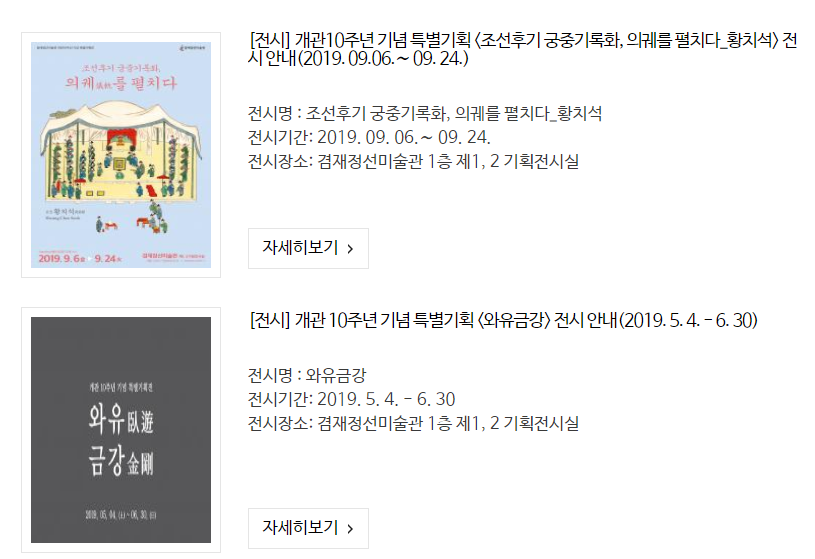 [전시] 개관10주년 기념 특별기획 <조선후기 궁중기록화, 의궤를 펼치다_황치석> 전
시 안내(2019. 09.06.~ 09. 24.)
조선후기 궁중기록화,
의궤儀軌를 펼치다
황치석
2019. 9. 6 9. 24
겸재정선미술관
전시명 : 조선후기 궁중기록화, 의궤를 펼치다_황치석
전시기간: 2019. 09. 06.~ 09. 24.
전시장소: 겸재정선미술관 1층 제1, 2 기획전시실
자세히보기 >
[전시] 개관 10주년 기념 특별기획 <와유금강> 전시 안내(2019. 5. 4. - 6. 30)
개관 10주년 기념 특별기획전
와유臥遊
금강金剛
2019. 05. 04. (土) ~ 06. 30. (日)
전시명 : 와유금강
전시기간: 2019. 5. 4. - 6. 30
전시장소: 겸재정선미술관 1층 제1, 2 기획전시실
자세히보기 >